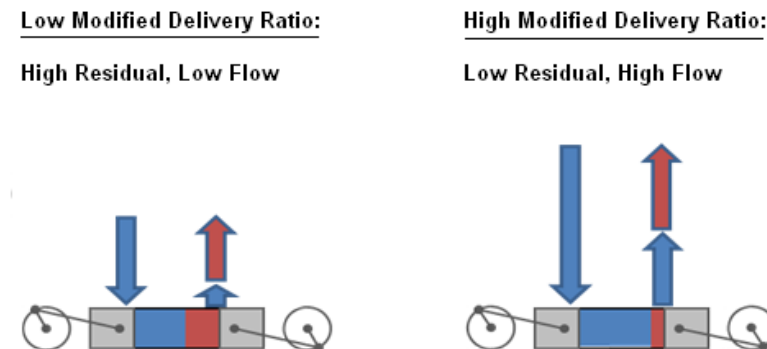 Low Modified Delivery Ratio:
High Residual, Low Flow
High Modified Delivery Ratio:
Low Residual, High Flow